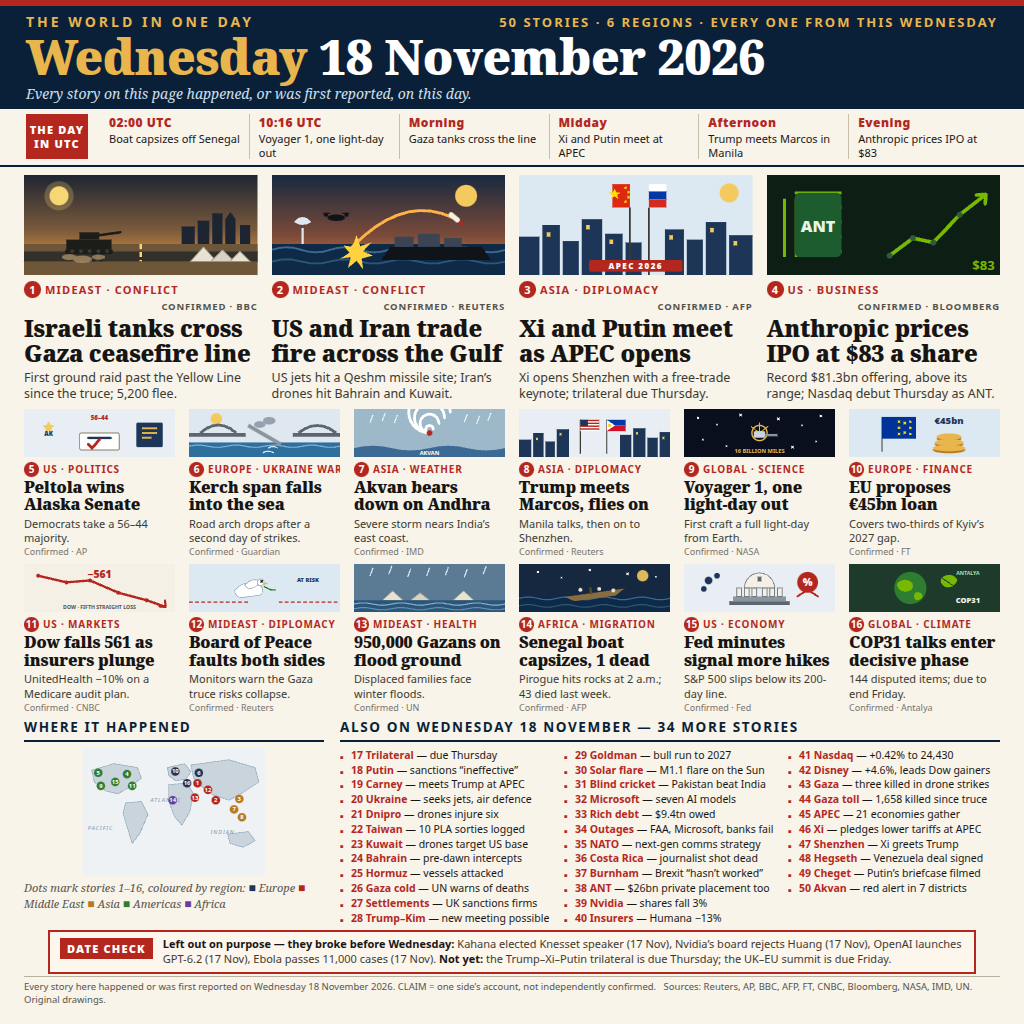 THE WORLD IN ONE DAY
50 STORIES · 6 REGIONS · EVERY ONE FROM THIS WEDNESDAY
Wednesday 18 November 2026
Every story on this page happened, or was first reported, on this day.
THE DAY
IN UTC
02:00 UTC
Boat capsizes off Senegal
10:16 UTC
Voyager 1, one light-day
out
Morning
Gaza tanks cross the line
Midday
Xi and Putin meet at
APEC
Afternoon
Trump meets Marcos in
Manila
Evening
Anthropic prices IPO at
$83
APEC 2026
ANT
$83
1 MIDEAST · CONFLICT
CONFIRMED · BBC
Israeli tanks cross
Gaza ceasefire line
First ground raid past the Yellow Line
since the truce; 5,200 flee.
2 MIDEAST · CONFLICT
CONFIRMED · REUTERS
US and Iran trade
fire across the Gulf
US jets hit a Qeshm missile site; Iran's
drones hit Bahrain and Kuwait.
3 ASIA · DIPLOMACY
CONFIRMED · AFP
Xi and Putin meet
as APEC opens
Xi opens Shenzhen with a free-trade
keynote; trilateral due Thursday.
4 US · BUSINESS
CONFIRMED · BLOOMBERG
Anthropic prices
IPO at $83 a share
Record $81.3bn offering, above its
range; Nasdaq debut Thursday as ANT.
AK
56–44
5 US · POLITICS
Peltola wins
Alaska Senate
Democrats take a 56–44
majority.
Confirmed · AP
6 EUROPE · UKRAINE WAR
Kerch span falls
into the sea
Road arch drops after a
second day of strikes.
Confirmed · Guardian
AKVAN
7 ASIA · WEATHER
Akvan bears
down on Andhra
Severe storm nears India's
east coast.
Confirmed · IMD
8 ASIA · DIPLOMACY
Trump meets
Marcos, flies on
Manila talks, then on to
Shenzhen.
Confirmed · Reuters
16 BILLION MILES
9 GLOBAL · SCIENCE
Voyager 1, one
light-day out
First craft a full light-day
from Earth.
Confirmed · NASA
€45bn
10 EUROPE · FINANCE
EU proposes
€45bn loan
Covers two-thirds of Kyiv's
2027 gap.
Confirmed · FT
−561
DOW · FIFTH STRAIGHT LOSS
11 US · MARKETS
Dow falls 561 as
insurers plunge
UnitedHealth −10% on a
Medicare audit plan.
Confirmed · CNBC
AT RISK
12 MIDEAST · DIPLOMACY
Board of Peace
faults both sides
Monitors warn the Gaza
truce risks collapse.
Confirmed · Reuters
13 MIDEAST · HEALTH
950,000 Gazans on
flood ground
Displaced families face
winter floods.
Confirmed · UN
14 AFRICA · MIGRATION
Senegal boat
capsizes, 1 dead
Pirogue hits rocks at 2 a.m.;
43 died last week.
Confirmed · AFP
%
15 US · ECONOMY
Fed minutes
signal more hikes
S&P 500 slips below its 200-
day line.
Confirmed · Fed
ANTALYA
COP31
16 GLOBAL · CLIMATE
COP31 talks enter
decisive phase
144 disputed items; due to
end Friday.
Confirmed · Antalya
WHERE IT HAPPENED
PACIFIC
INDIAN
Dots mark stories 1–16, coloured by region: ■ Europe ■
Middle East ■ Asia ■ Americas ■ Africa
ALSO ON WEDNESDAY 18 NOVEMBER — 34 MORE STORIES
17 Trilateral — due Thursday
18 Putin — sanctions "ineffective"
19 Carney — meets Trump at APEC
20 Ukraine — seeks jets, air defence
21 Dnipro — drones injure six
22 Taiwan — 10 PLA sorties logged
23 Kuwait — drones target US base
24 Bahrain — pre-dawn intercepts
25 Hormuz — vessels attacked
26 Gaza cold — UN warns of deaths
27 Settlements — UK sanctions firms
28 Trump–Kim — new meeting possible
29 Goldman — bull run to 2027
30 Solar flare — M1.1 flare on the Sun
31 Blind cricket — Pakistan beat India
32 Microsoft — seven AI models
33 Rich debt — $9.4tn owed
34 Outages — FAA, Microsoft, banks fail
35 NATO — next-gen comms strategy
36 Costa Rica — journalist shot dead
37 Burnham — Brexit "hasn't worked"
38 ANT — $26bn private placement too
39 Nvidia — shares fall 3%
40 Insurers — Humana −13%
41 Nasdaq — +0.42% to 24,430
42 Disney — +4.6%, leads Dow gainers
43 Gaza — three killed in drone strikes
44 Gaza toll — 1,658 killed since truce
45 APEC — 21 economies gather
46 Xi — pledges lower tariffs at APEC
47 Shenzhen — Xi greets Trump
48 Hegseth — Venezuela deal signed
49 Cheget — Putin's briefcase filmed
50 Akvan — red alert in 7 districts
DATE CHECK
Left out on purpose — they broke before Wednesday: Kahana elected Knesset speaker (17 Nov), Nvidia's board rejects Huang (17 Nov), OpenAI launches
GPT-6.2 (17 Nov), Ebola passes 11,000 cases (17 Nov). Not yet: the Trump–Xi–Putin trilateral is due Thursday; the UK–EU summit is due Friday.
Every story here happened or was first reported on Wednesday 18 November 2026. CLAIM = one side's account, not independently confirmed. Sources: Reuters, AP, BBC, AFP, FT, CNBC, Bloomberg, NASA, IMD, UN.
Original drawings.